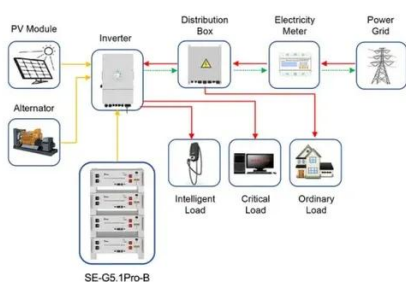 PV Module
Inverter
Distribution
Box
Electricity
Meter
Power
Grid
Alternator
Intelligent
Load
Critical
Load
Ordinary
Load
SE-G5.1Pro-B